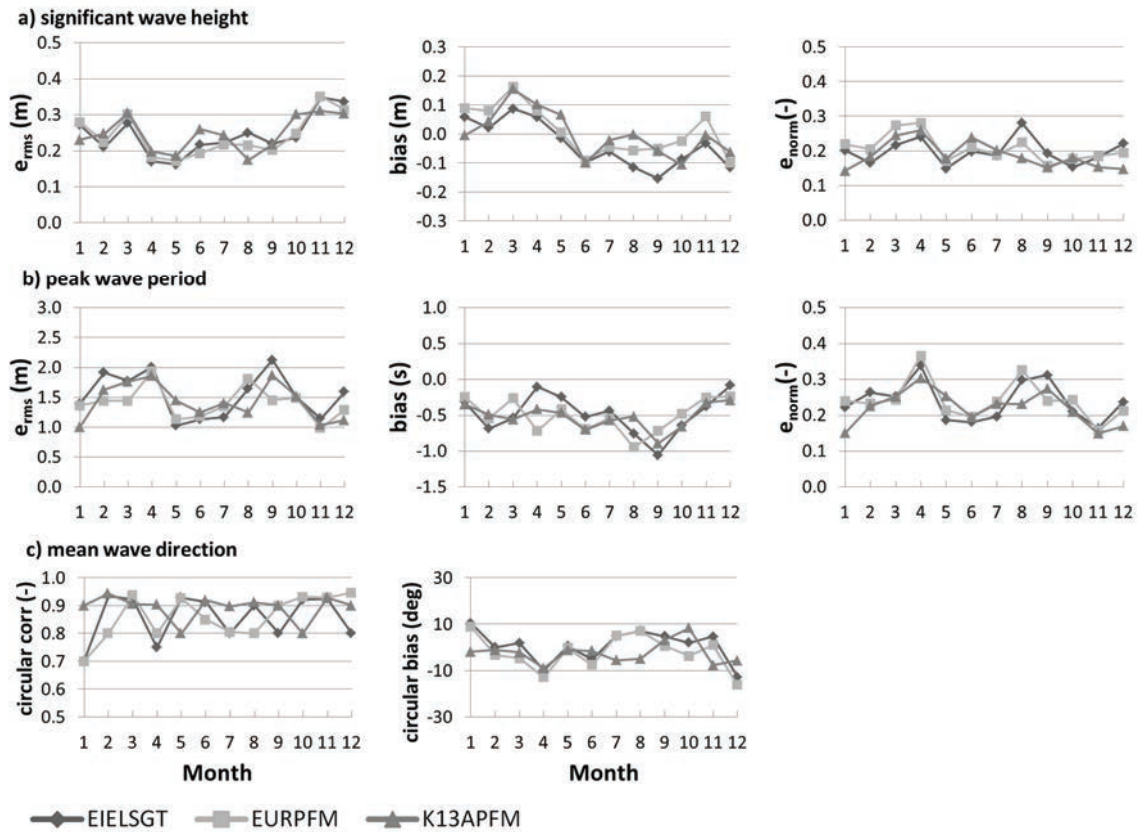 a) significant wave height
e_rms (m)
0.5
0.4
0.3
0.2
0.1
0.0
1 2 3 4 5 6 7 8 9 10 11 12
bias (m)
0.3
0.2
0.1
0.0
-0.1
-0.2
-0.3
1 2 3 4 5 6 7 8 9 10 11 12
e_norm(-)
0.5
0.4
0.3
0.2
0.1
0.0
1 2 3 4 5 6 7 8 9 10 11 12
b) peak wave period
e_rms (m)
3.0
2.5
2.0
1.5
1.0
0.5
0.0
1 2 3 4 5 6 7 8 9 10 11 12
bias (s)
1.0
0.5
0.0
-0.5
-1.0
-1.5
1 2 3 4 5 6 7 8 9 10 11 12
e_norm(-)
0.5
0.4
0.3
0.2
0.1
0.0
1 2 3 4 5 6 7 8 9 10 11 12
c) mean wave direction
circular corr (-)
1.0
0.9
0.8
0.7
0.6
0.5
1 2 3 4 5 6 7 8 9 10 11 12
Month
circular bias (deg)
30
10
-10
-30
1 2 3 4 5 6 7 8 9 10 11 12
Month
EIELSGT EURPFM K13APFM